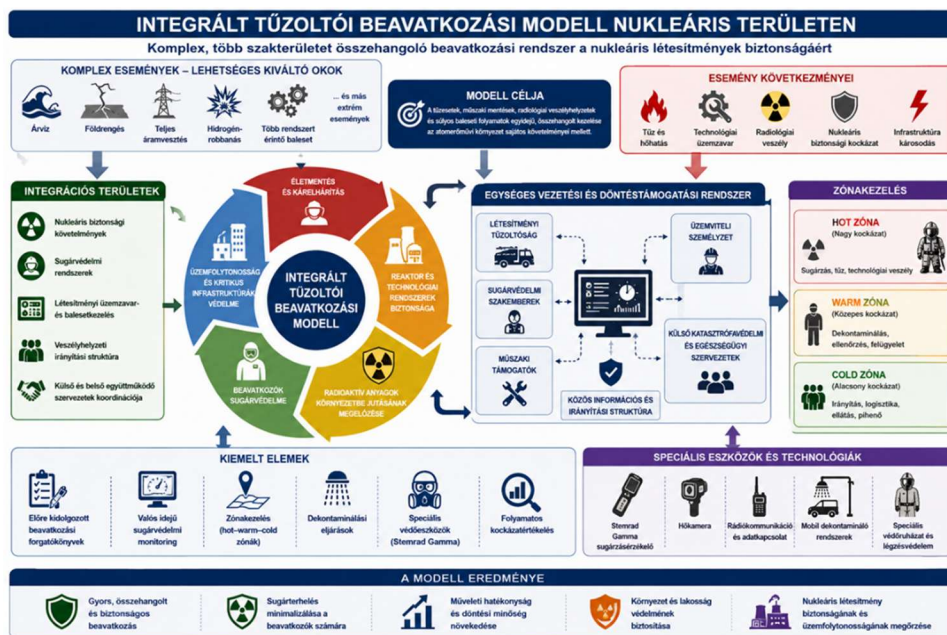 INTEGRÁLT TŰZOLTÓI BEAVATKOZÁSI MODELL NUKLEÁRIS TERÜLETEN
Komplex, több szakterületet összehangoló beavatkozási rendszer a nukleáris létesítmények biztonságáért
KOMPLEX ESEMÉNYEK – LEHETSÉGES KIVÁLTÓ OKOK
Árvíz
Földrengés
Teljes
áramvesztés
Hidrogén-
robbanás
Több rendszert
érintő baleset
... és más
extrém
események
MODELL CÉLJA
A tűzesetek, műszaki mentések, radiológiai veszélyhelyzetek
és súlyos baleseti folyamatok egyidejű, összehangolt kezelése
az atomerőművi környezet sajátos követelményei mellett.
ESEMÉNY KÖVETKEZMÉNYEI
Tűz és
hőhatás
Technológiai
üzemzavar
Radiológiai
veszély
Nukleáris
biztonsági kockázat
Infrastruktúra
károsodás
INTEGRÁCIÓS TERÜLETEK
Nukleáris biztonsági
követelmények
Sugárvédelmi
rendszerek
Létesítményi üzemzavar-
és balesetkezelés
Veszélyhelyzeti
irányítási struktúra
Külső és belső együttműködő
szervezetek koordinációja
ÉLETMENTÉS
ÉS KÁRELHÁRÍTÁS
REAKTOR ÉS
TECHNOLÓGIAI
RENDSZEREK
BIZTONSÁGA
RADIOAKTÍV ANYAGOK
KÖRNYEZETBE JUTÁSÁNAK
MEGELŐZÉSE
BEAVATKOZÓK
SUGÁRVÉDELME
ÜZEMFOLYTONOSSÁG
ÉS KRITIKUS
INFRASTRUKTÚRÁK
VÉDELME
INTEGRÁLT
TŰZOLTÓI
BEAVATKOZÁSI
MODELL
EGYSÉGES VEZETÉSI ÉS DÖNTÉSTÁMOGATÁSI RENDSZER
LÉTESÍTMÉNYI
TŰZOLTÓSÁG
SUGÁRVÉDELMI
SZAKEMBEREK
MŰSZAKI
TÁMOGATÓK
ÜZEMVITELI
SZEMÉLYZET
KÜLSŐ KATASZTRÓFAVÉDELMI
ÉS EGÉSZSÉGÜGYI
SZERVEZETEK
KÖZÖS INFORMÁCIÓS ÉS
IRÁNYÍTÁSI STRUKTÚRA
ZÓNAKEZELÉS
HOT ZÓNA
(Nagy kockázat)
Sugárzás, tűz, technológiai veszély
WARM ZÓNA
(Közepes kockázat)
Dekontaminálás,
ellenőrzés, felügyelet
COLD ZÓNA
(Alacsony kockázat)
Irányítás, logisztika,
ellátás, pihenő
KIEMELT ELEMEK
Előre kidolgozott
beavatkozási
forgatókönyvek
Valós idejű
sugárvédelmi
monitoring
Zónakezelés
(hot–warm–cold
zónák)
Dekontaminálási
eljárások
Speciális
védőeszközök
(Stemrad Gamma)
Folyamatos
kockázatértékelés
SPECIÁLIS ESZKÖZÖK ÉS TECHNOLÓGIÁK
Stemrad
Gamma
sugárzásérzékelő
Hőkamera
Rádiókommunikáció
és adatkapcsolat
Mobil dekontamináló
rendszerek
Speciális
védőruházat és
légzésvédelem
A MODELL EREDMÉNYE
Gyors, összehangolt
és biztonságos
beavatkozás
Sugárterhelés
minimalizálása a
beavatkozók számára
Műveleti hatékonyság
és döntési minőség
növekedése
Környezet és lakosság
védelmének
biztosítása
Nukleáris létesítmény
biztonságának és
üzemfolytonosságának megőrzése